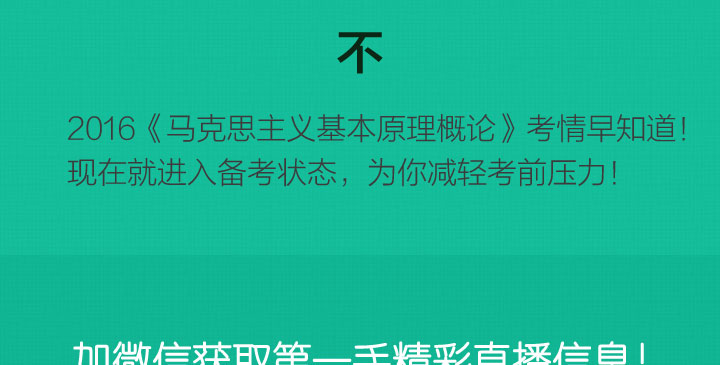 不
2016《马克思主义基本原理概论》考情早知道!
现在就进入备考状态，为你减轻考前压力!
加微信获取第一手精彩直播信息!